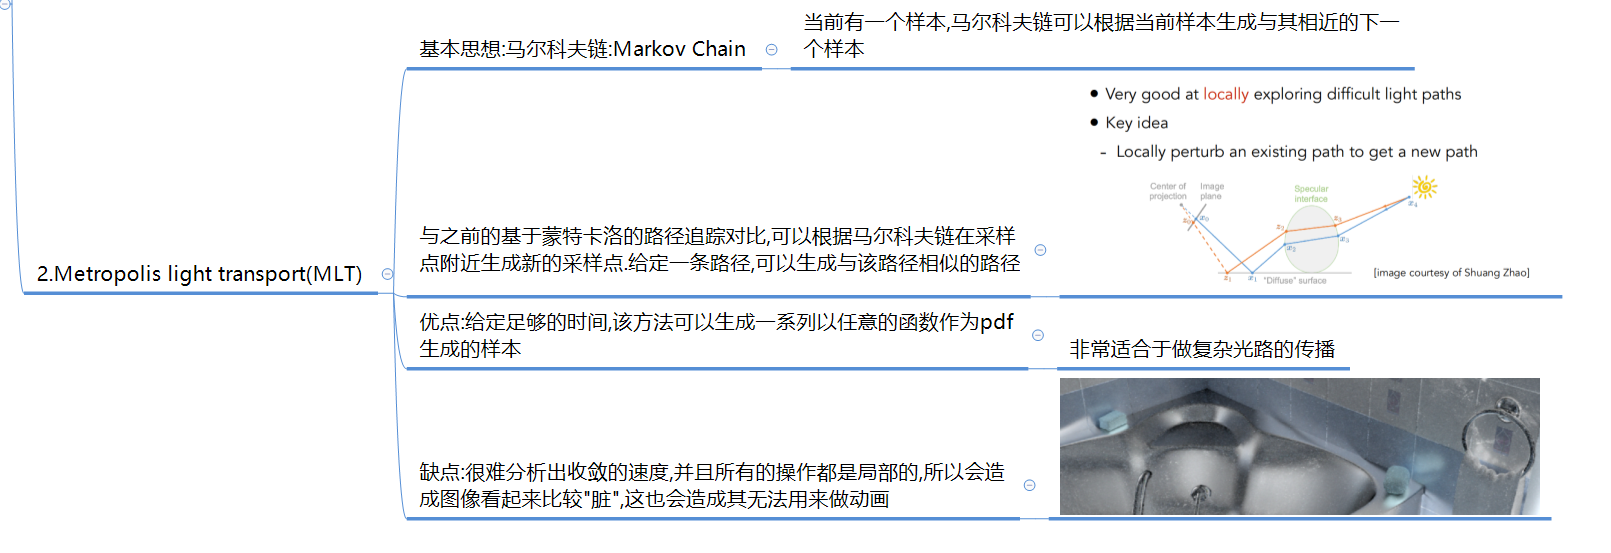 2.Metropolis light transport(MLT)
基本思想:马尔科夫链:Markov Chain
当前有一个样本,马尔科夫链可以根据当前样本生成与其相近的下一
个样本
与之前的基于蒙特卡洛的路径追踪对比,可以根据马尔科夫链在采样
点附近生成新的采样点.给定一条路径,可以生成与该路径相似的路径
● Very good at locally exploring difficult light paths
● Key idea
- Locally perturb an existing path to get a new path
Center of
projection
Image
plane
Specular
interface
x₀
x₀
x₂
x₃
x₂
x₃
x₄
x₁
x₁
"Diffuse" surface
[image courtesy of Shuang Zhao]
优点:给定足够的时间,该方法可以生成一系列以任意的函数作为pdf
生成的样本
非常适合于做复杂光路的传播
缺点:很难分析出收敛的速度,并且所有的操作都是局部的,所以会造
成图像看起来比较"脏",这也会造成其无法用来做动画